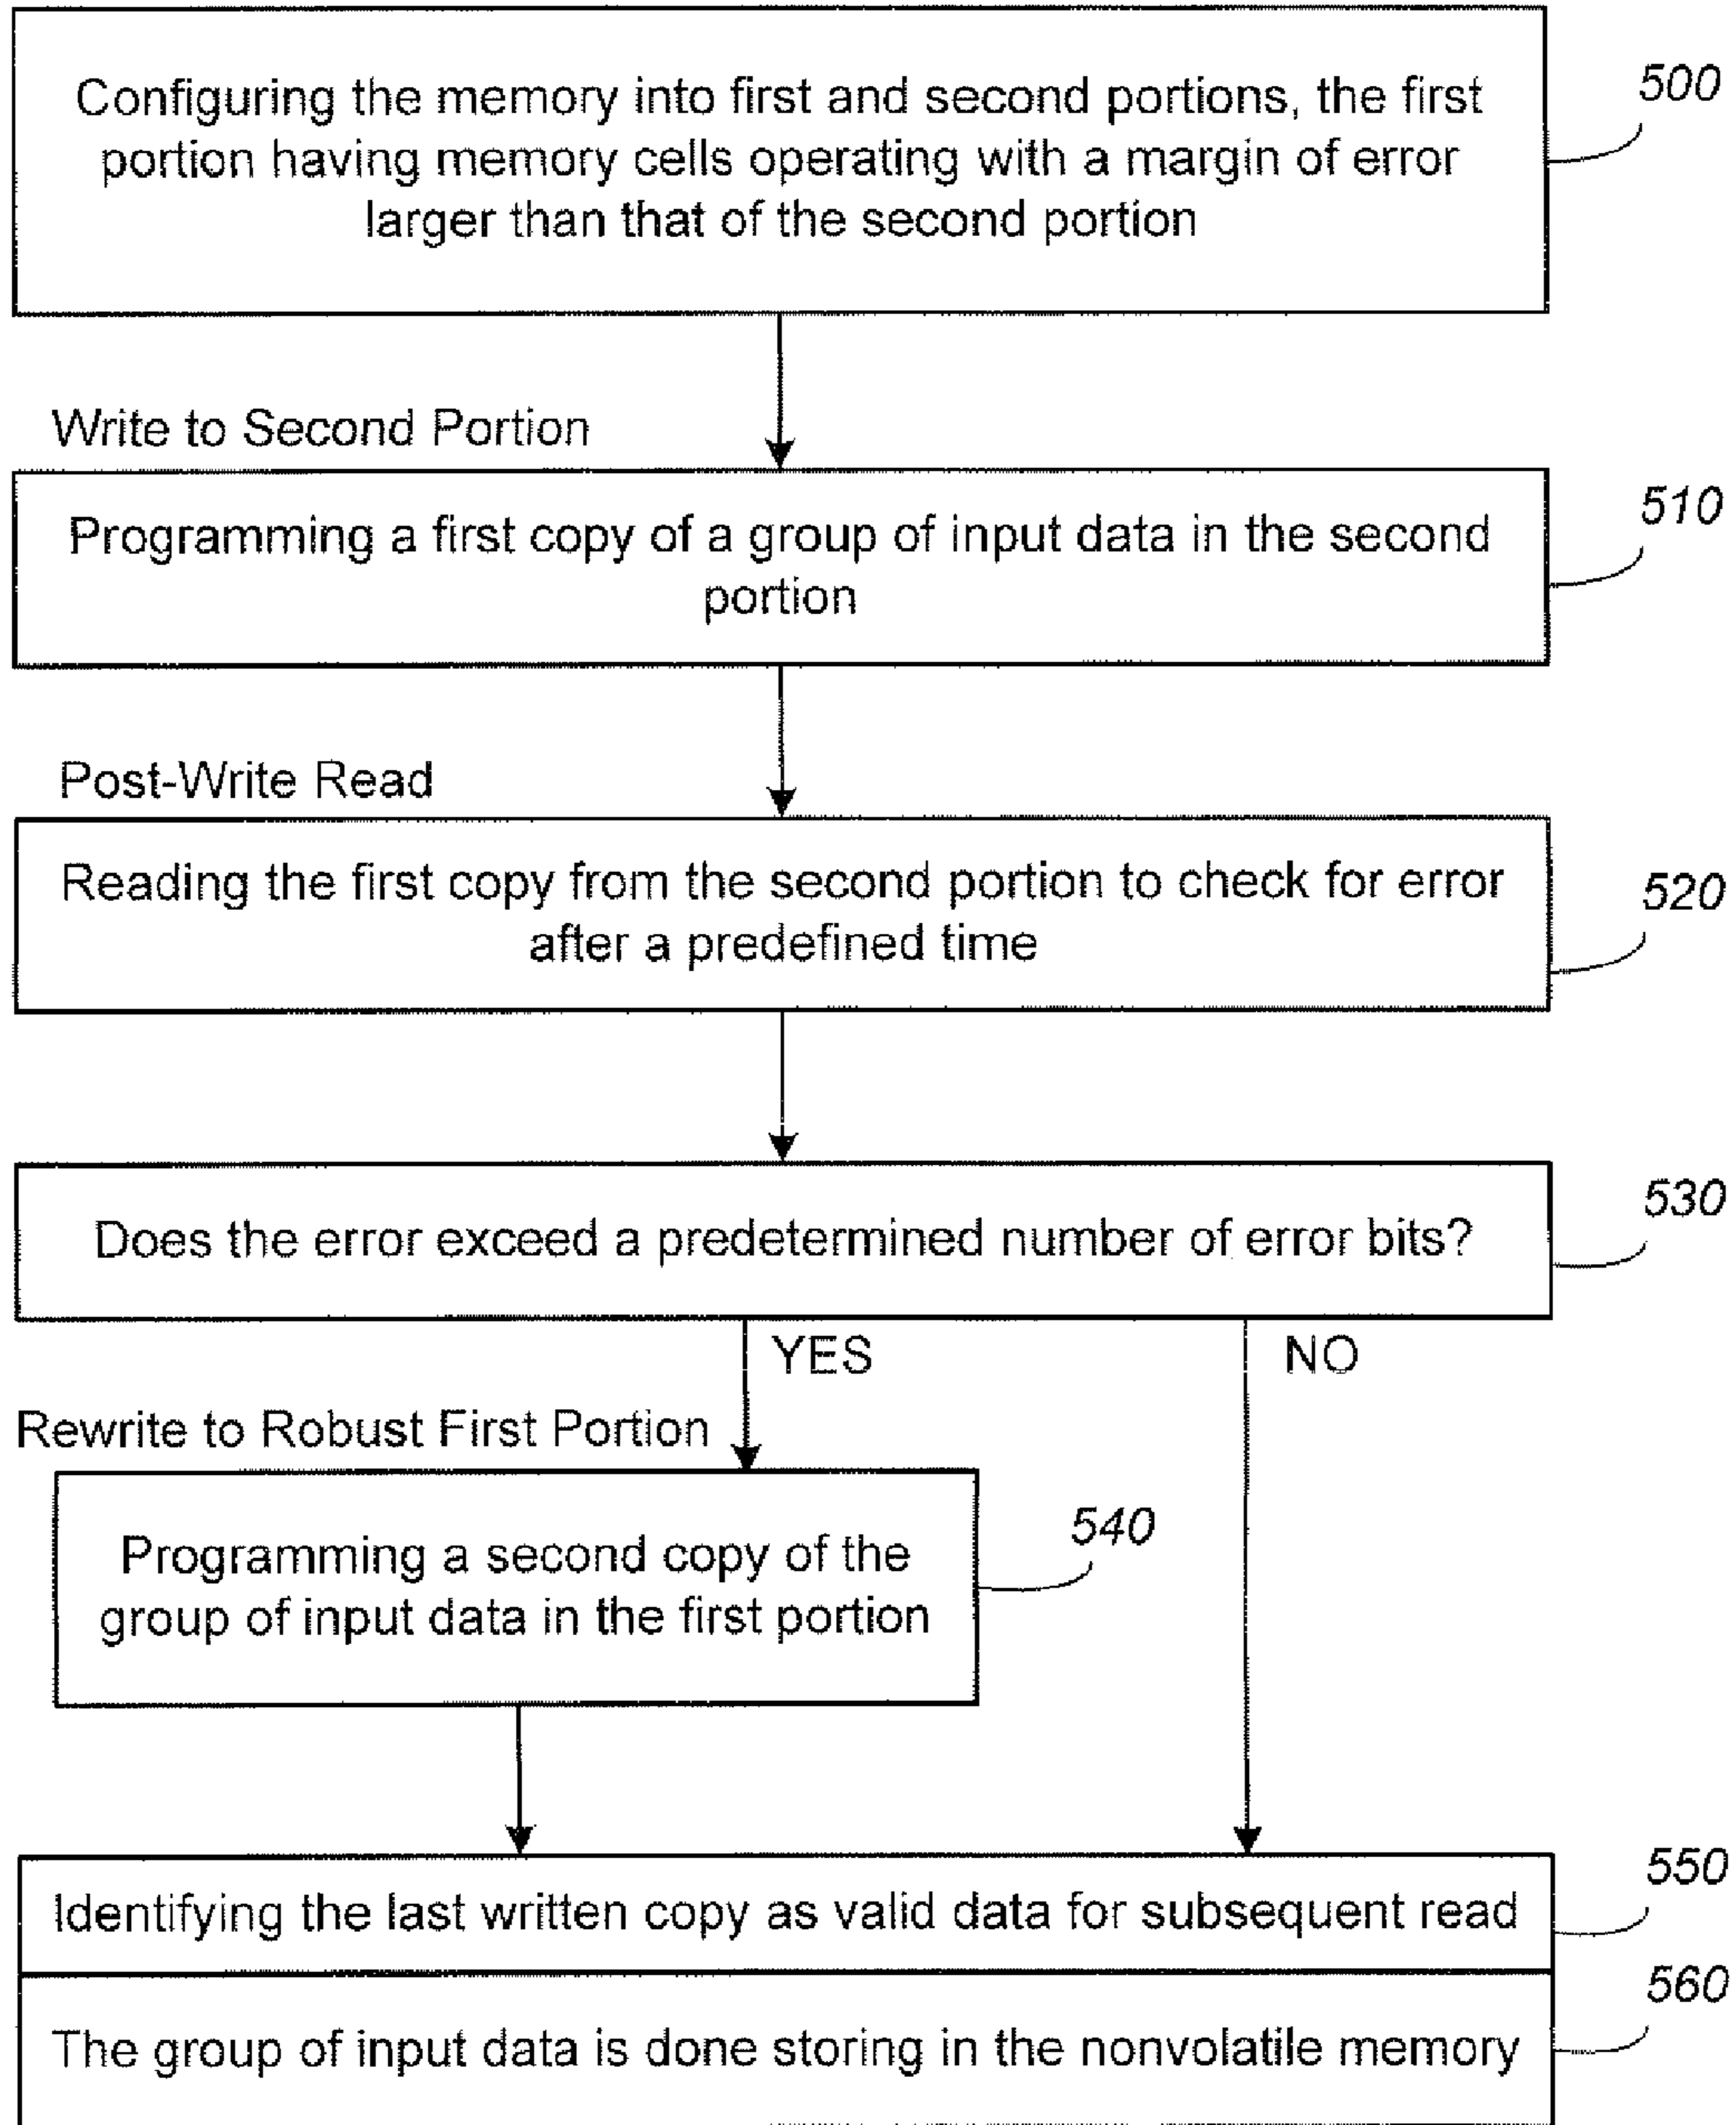 Configuring the memory into first and second portions, the first
portion having memory cells operating with a margin of error
larger than that of the second portion
500
Write to Second Portion
Programming a first copy of a group of input data in the second
portion
510
Post-Write Read
Reading the first copy from the second portion to check for error
after a predefined time
520
Does the error exceed a predetermined number of error bits?
530
YES
NO
Rewrite to Robust First Portion
Programming a second copy of the
group of input data in the first portion
540
Identifying the last written copy as valid data for subsequent read
550
The group of input data is done storing in the nonvolatile memory
560